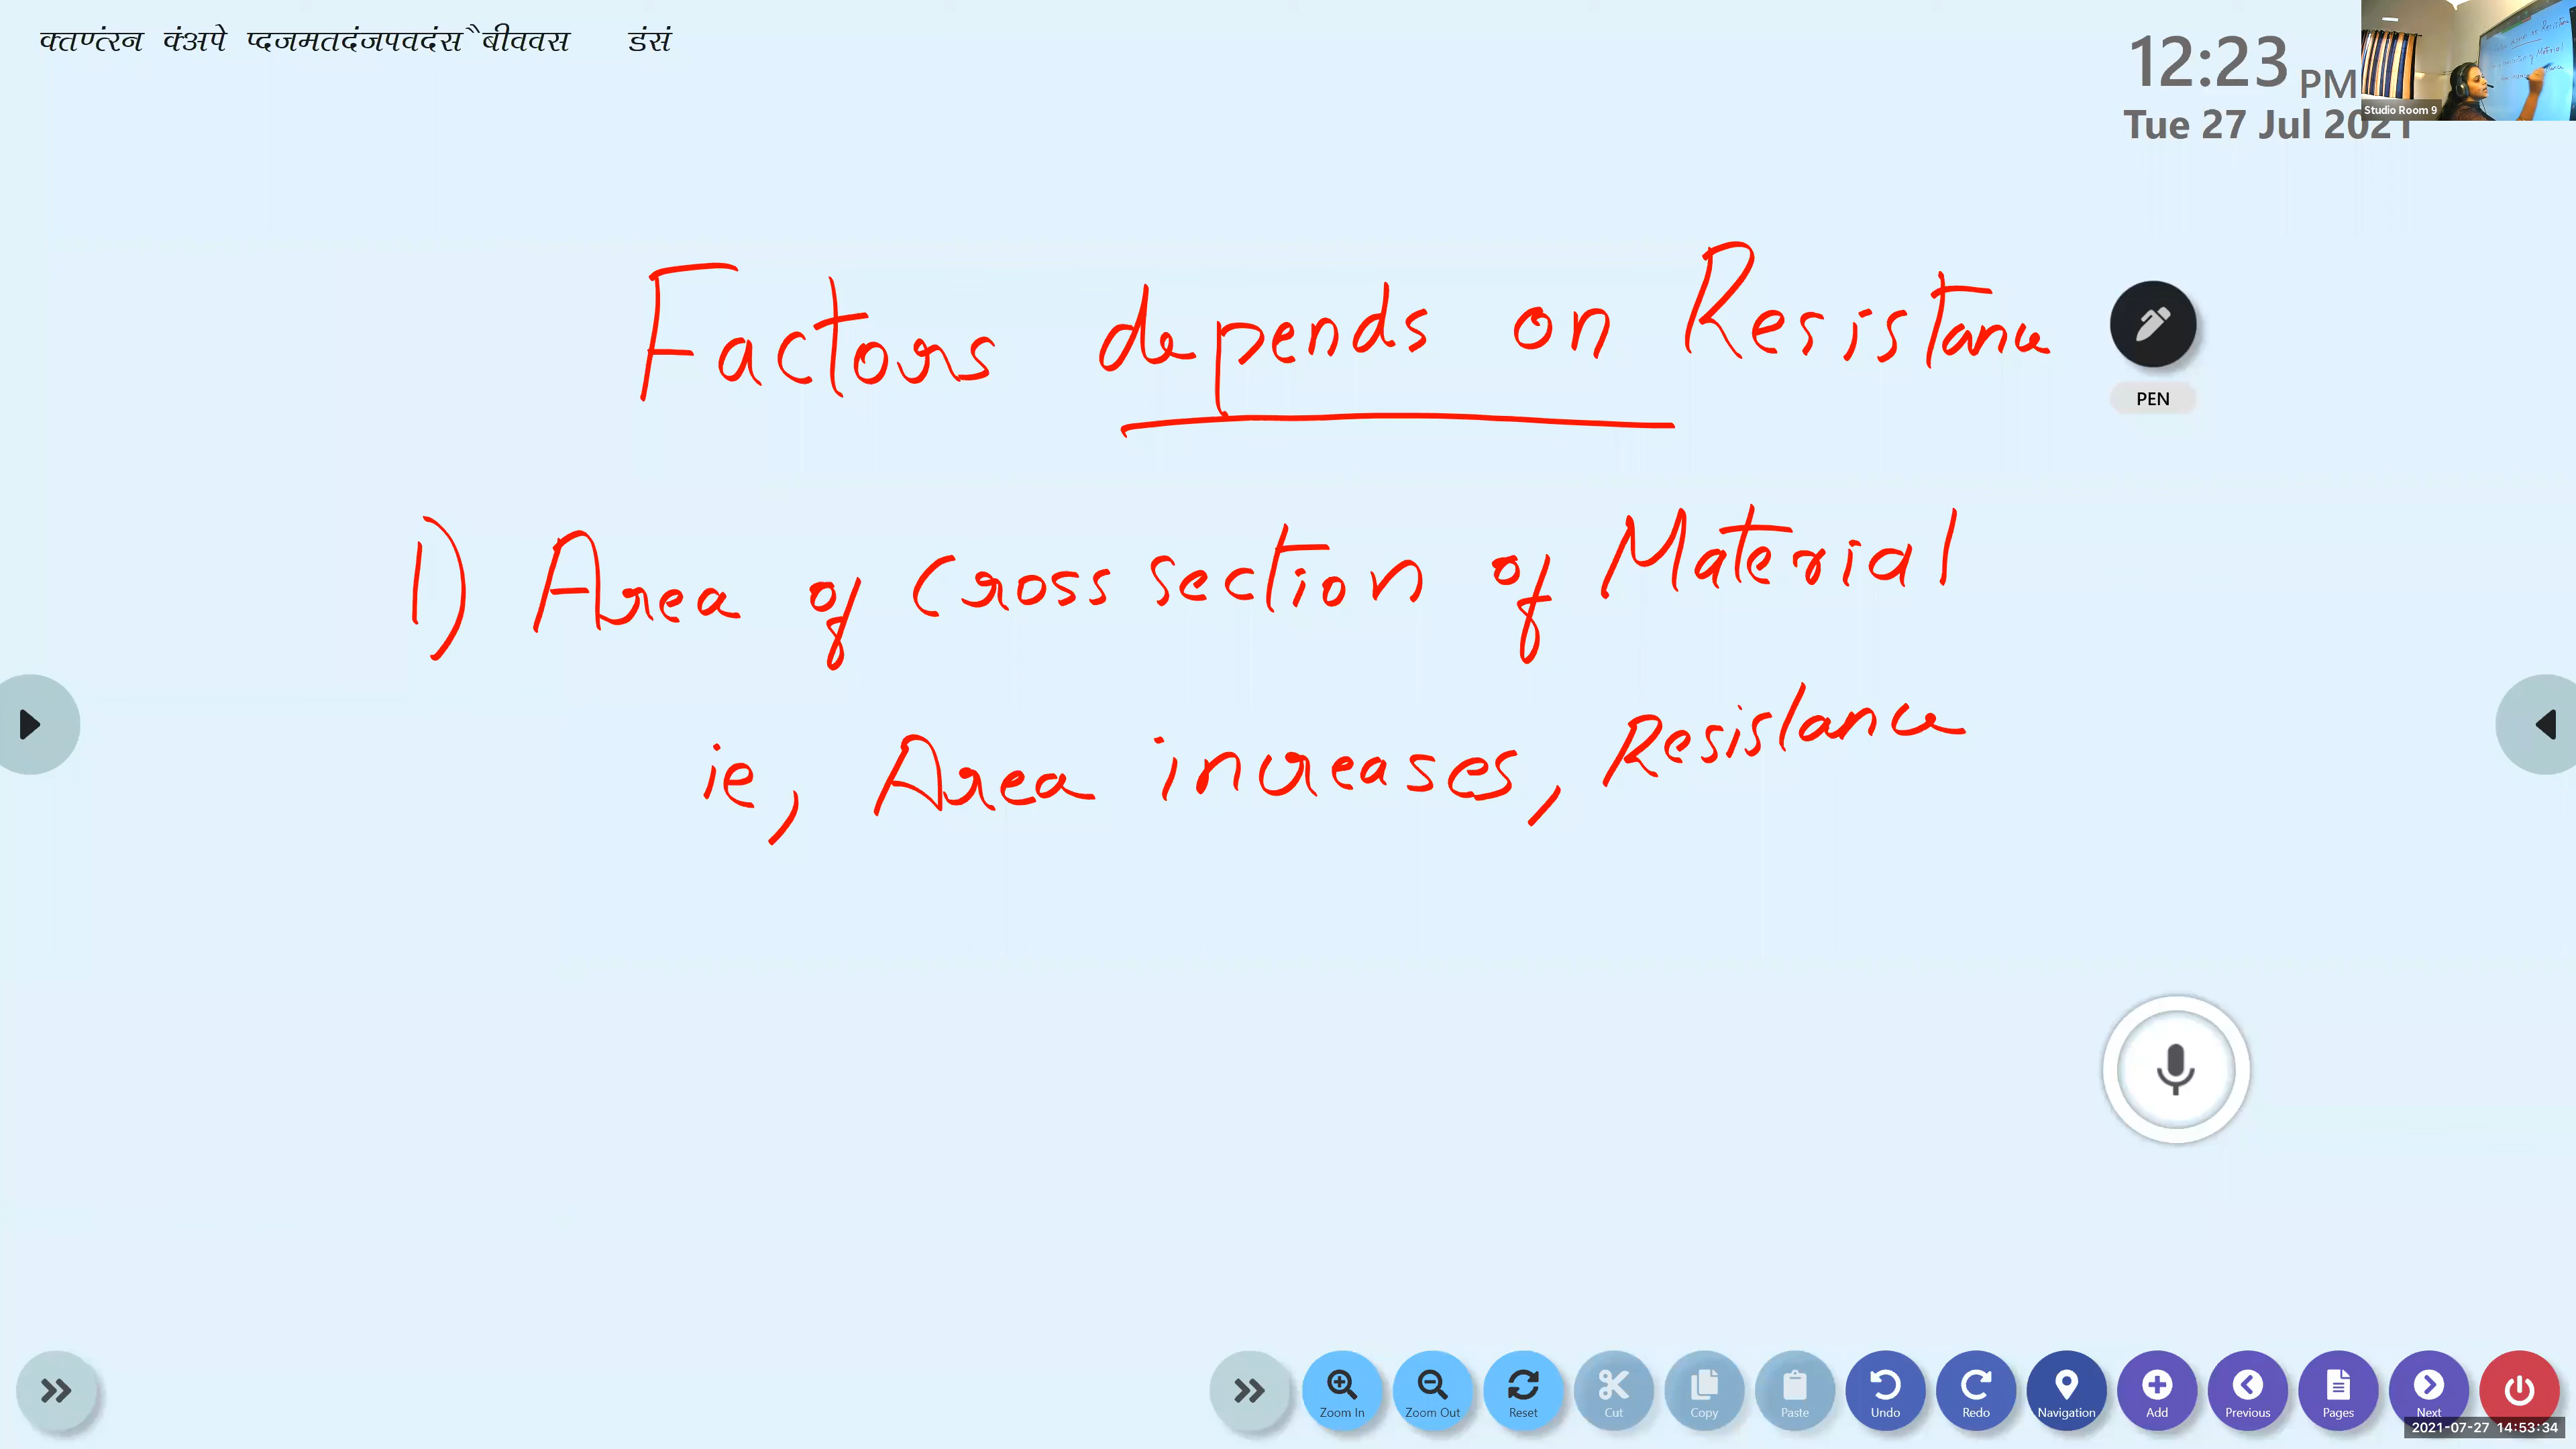 क्तण्तंरन कंअपे प्दजमतदंजपवदंस ैबीववस डंसं
12:23 PM
Tue 27 Jul 2021
Studio Room 9
Factors depends on Resistance
PEN
1) Area of Cross section of Material
ie, Area increases, Resistance
Zoom In Zoom Out Reset Cut Copy Paste Undo Redo Navigation Add Previous Pages Next
2021-07-27 14:53:34